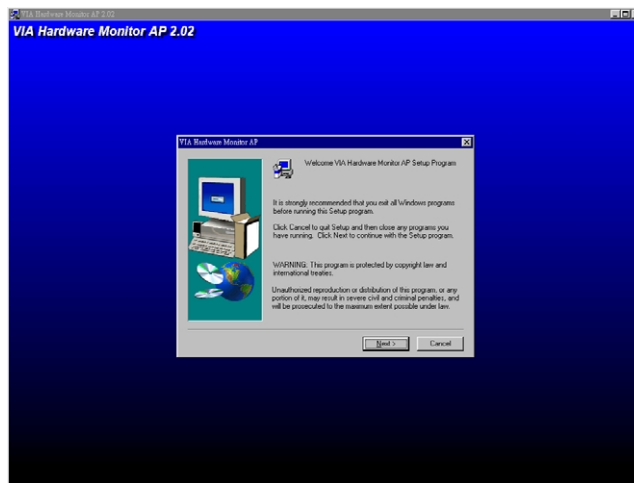 VIA Hardware Monitor AP 2.02
VIA Hardware Monitor AP 2.02
VIA Hardware Monitor AP
Welcome VIA Hardware Monitor AP Setup Program
It is strongly recommended that you exit all Windows programs
before running this Setup program.
Click Cancel to quit Setup and then close any programs you
have running. Click Next to continue with the Setup program.
WARNING: This program is protected by copyright law and
international treaties.
Unauthorized reproduction or distribution of this program, or any
portion of it, may result in severe civil and criminal penalties, and
will be prosecuted to the maximum extent possible under law.
Next >
Cancel